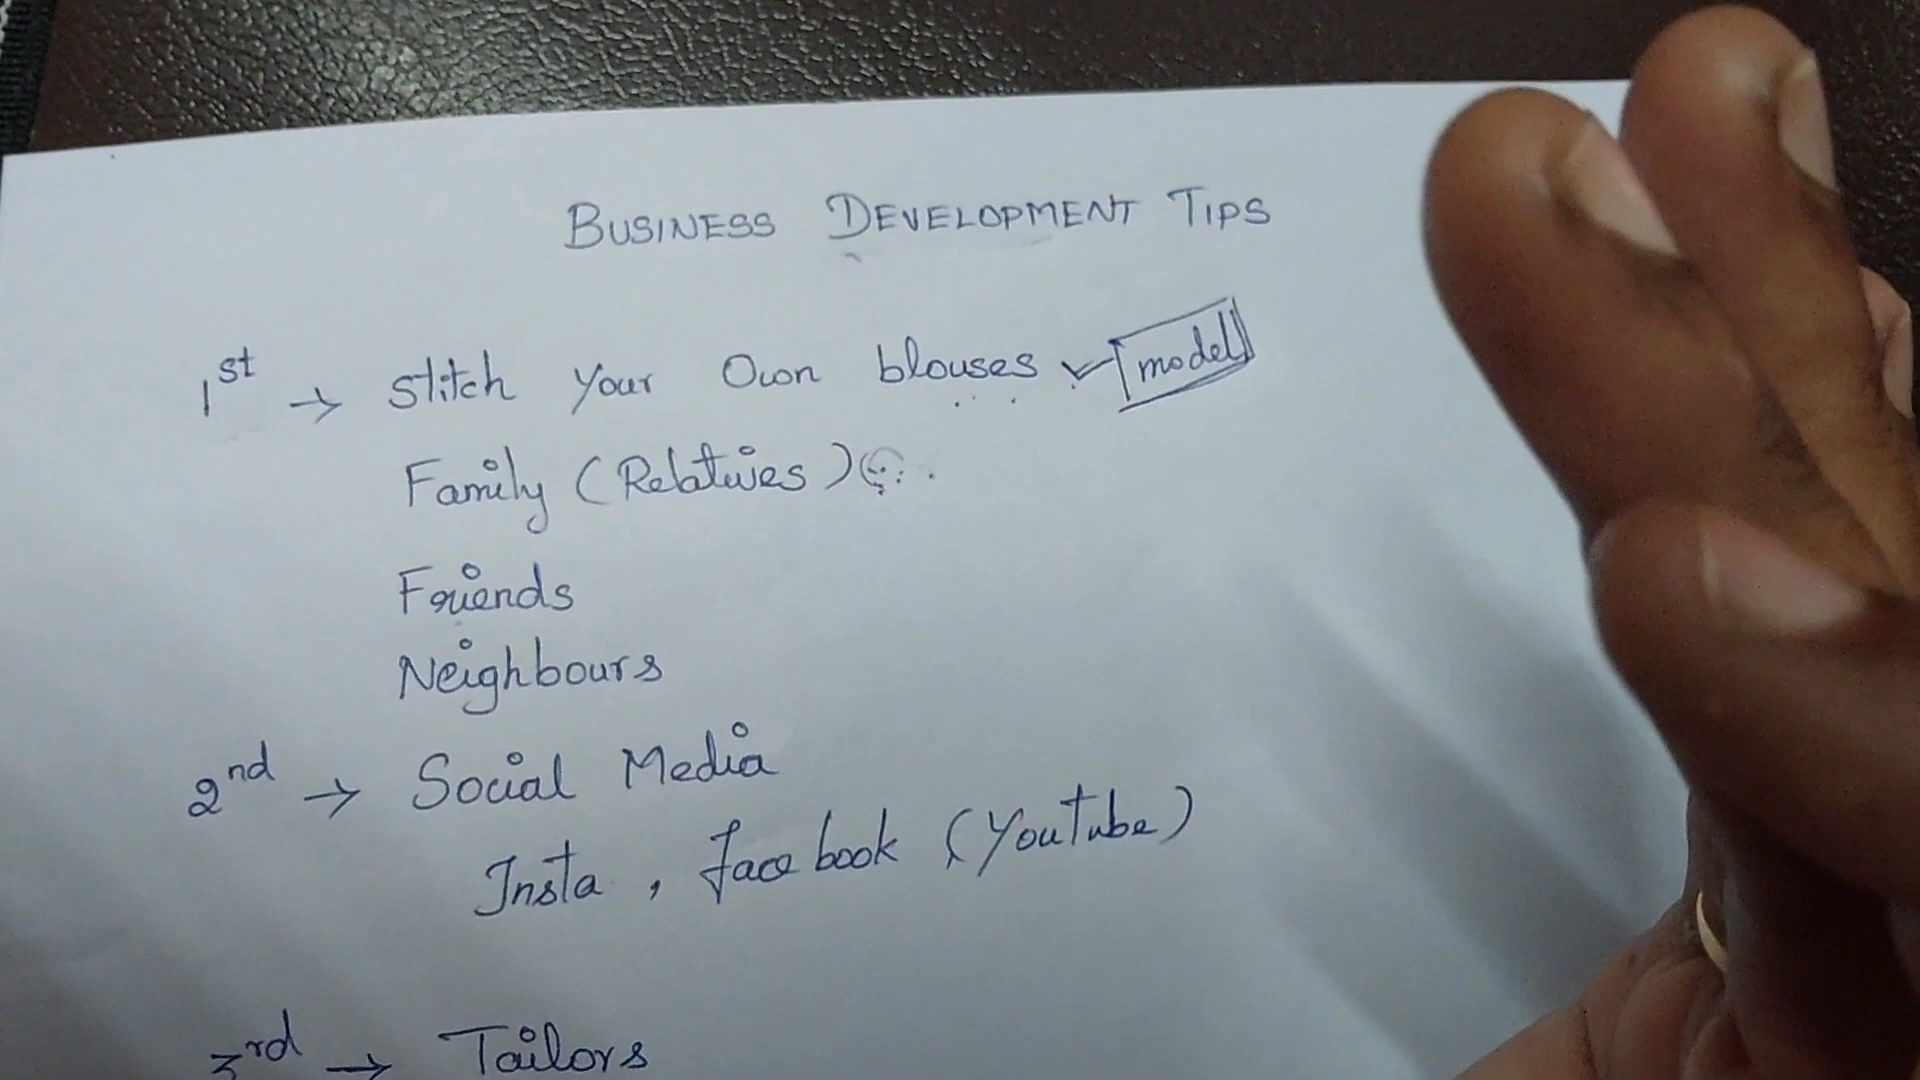 BUSINESS DEVELOPMENT TIPS
1st → Stitch Your Own blouses ✓ model
Family (Relatives)
Friends
Neighbours
2nd → Social Media
Insta , facebook (YouTube)
3rd → Tailors